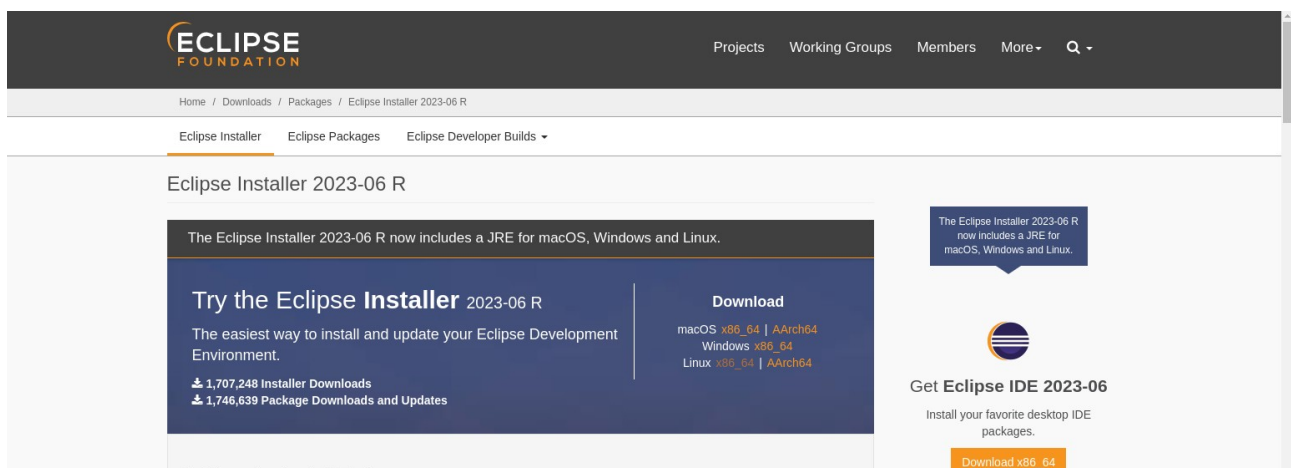 ECLIPSE
FOUNDATION
Projects Working Groups Members More
Home / Downloads / Packages / Eclipse Installer 2023-06 R
Eclipse Installer Eclipse Packages Eclipse Developer Builds
Eclipse Installer 2023-06 R
The Eclipse Installer 2023-06 R now includes a JRE for macOS, Windows and Linux.
Try the Eclipse Installer 2023-06 R
The easiest way to install and update your Eclipse Development
Environment.
1,707,248 Installer Downloads
1,746,639 Package Downloads and Updates
Download
macOS x86_64 | AArch64
Windows x86_64
Linux x86_64 | AArch64
The Eclipse Installer 2023-06 R
now includes a JRE for
macOS, Windows and Linux.
Get Eclipse IDE 2023-06
Install your favorite desktop IDE
packages.
Download x86_64